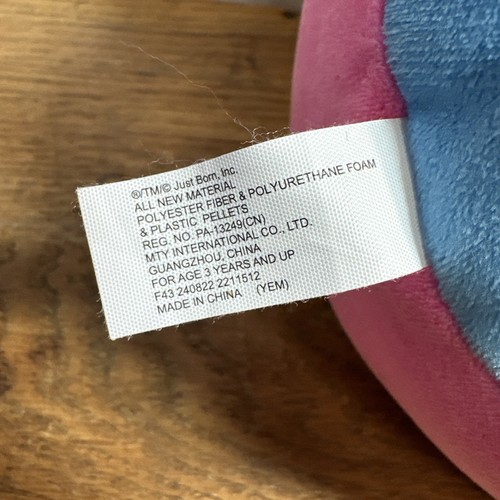 ®/TM/© Just Born, Inc.
ALL NEW MATERIAL
POLYESTER FIBER & POLYURETHANE FOAM
& PLASTIC PELLETS
REG. NO. PA-13249(CN)
MTY INTERNATIONAL CO., LTD.
GUANGZHOU, CHINA
FOR AGE 3 YEARS AND UP
F43 240822 2211512
MADE IN CHINA (YEM)